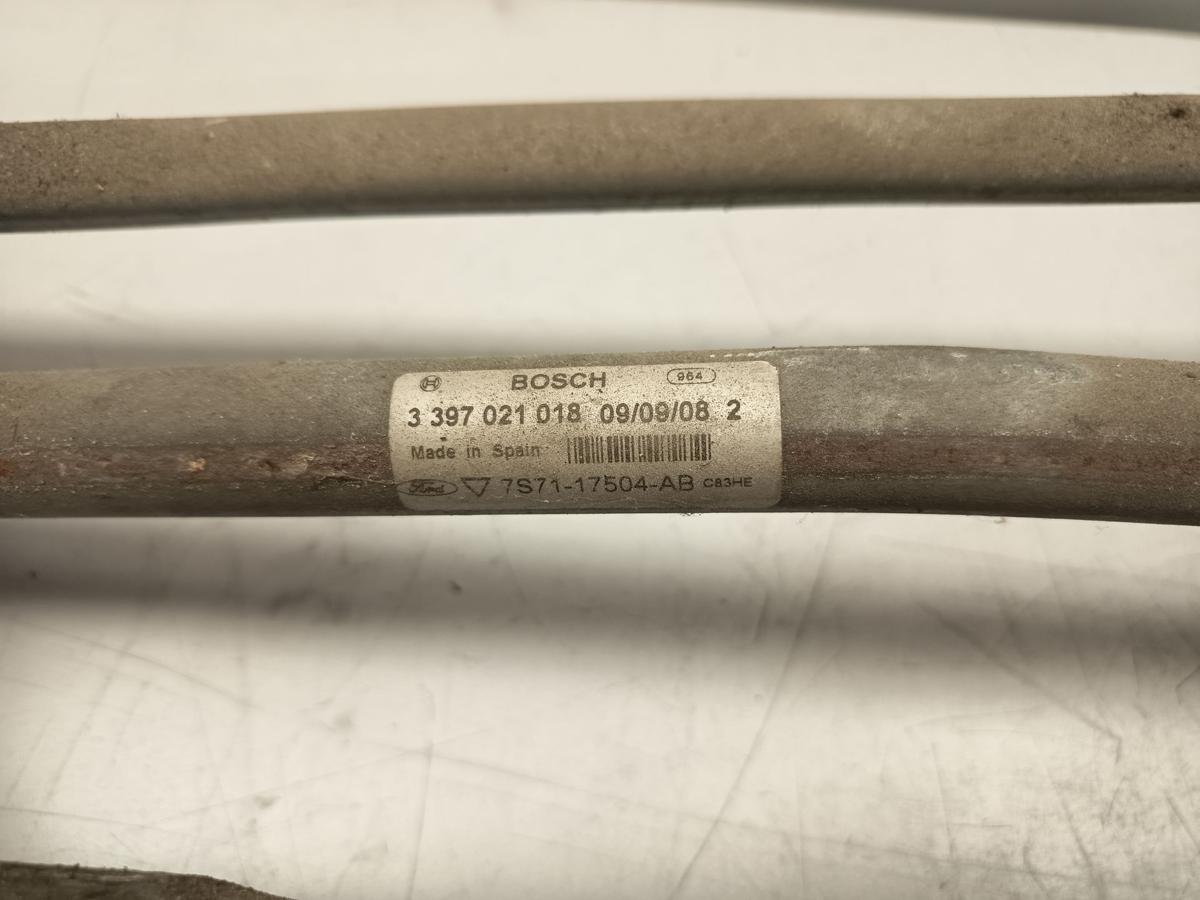 BOSCH 964
3 397 021 018 09/09/08 2
Made in Spain
Ford 7S71-17504-AB C83HE